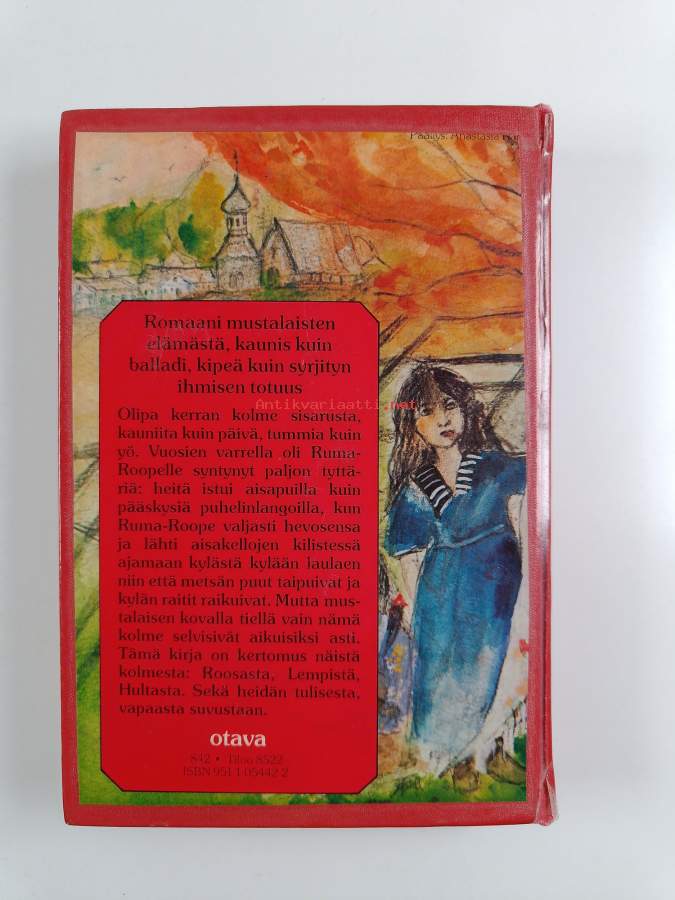 Päällys: Anastasia
Romaani mustalaisten
elämästä, kaunis kuin
balladi, kipeä kuin syrjityn
ihmisen totuus
Antikvariaatti.net
Olipa kerran kolme sisarusta,
kauniita kuin päivä, tummia kuin
yö. Vuosien varrella oli Ruma-
Roopelle syntynyt paljon tyttä-
riä: heitä istui aisapuilla kuin
pääskysiä puhelinlangoilla, kun
Ruma-Roope valjasti hevosensa
ja lähti aisakellojen kilistessä
ajamaan kylästä kylään laulaen
niin että metsän puut taipuivat ja
kylän raitit raikuivat. Mutta mus-
talaisen kovalla tiellä vain nämä
kolme selvisivät aikuisiksi asti.
Tämä kirja on kertomus näistä
kolmesta: Roosasta, Lempistä,
Hultasta. Sekä heidän tulisesta,
vapaasta suvustaan.
otava
842 • Tilno 8522
ISBN 951 1 05442 2